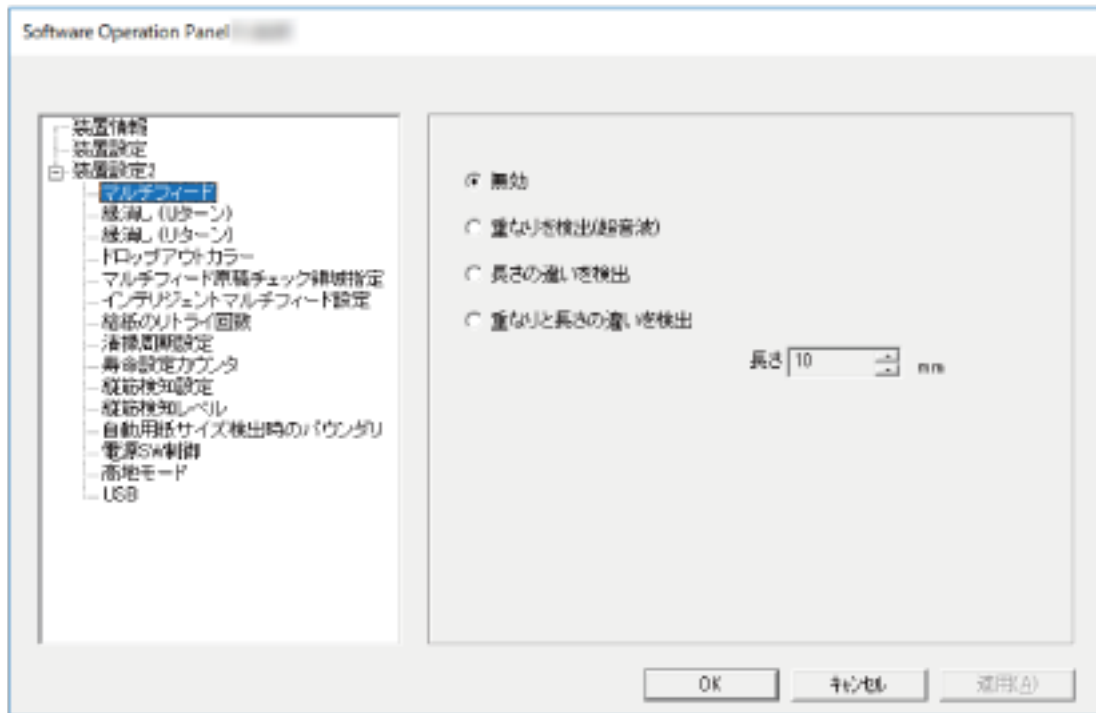 Software Operation Panel
装置情報
装置設定
装置設定2
マルチフィード
縁消し (Uターン)
縁消し (Uターン)
ドロップアウトカラー
マルチフィード原稿チェック領域指定
インテリジェントマルチフィード設定
給紙のリトライ回数
清掃周期設定
寿命設定カウンタ
縦筋検知設定
縦筋検知レベル
自動用紙サイズ検出時のバウンダリ
電源SW制御
高地モード
USB
無効
重なりを検出(超音波)
長さの違いを検出
重なりと長さの違いを検出
長さ 10 mm
OK キャンセル 適用(A)